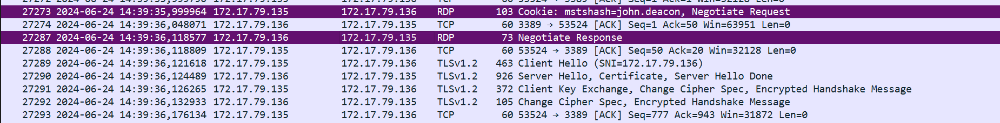 27273 2024-06-24 14:39:35,999964 172.17.79.135 172.17.79.136 RDP 103 Cookie: mstshash=john.deacon, Negotiate Request
27274 2024-06-24 14:39:36,048071 172.17.79.136 172.17.79.135 TCP 60 3389 → 53524 [ACK] Seq=1 Ack=50 Win=63951 Len=0
27287 2024-06-24 14:39:36,118577 172.17.79.136 172.17.79.135 RDP 73 Negotiate Response
27288 2024-06-24 14:39:36,118809 172.17.79.135 172.17.79.136 TCP 60 53524 → 3389 [ACK] Seq=50 Ack=20 Win=32128 Len=0
27289 2024-06-24 14:39:36,121618 172.17.79.135 172.17.79.136 TLSv1.2 463 Client Hello (SNI=172.17.79.136)
27290 2024-06-24 14:39:36,124489 172.17.79.136 172.17.79.135 TLSv1.2 926 Server Hello, Certificate, Server Hello Done
27291 2024-06-24 14:39:36,126265 172.17.79.135 172.17.79.136 TLSv1.2 372 Client Key Exchange, Change Cipher Spec, Encrypted Handshake Message
27292 2024-06-24 14:39:36,132933 172.17.79.136 172.17.79.135 TLSv1.2 105 Change Cipher Spec, Encrypted Handshake Message
27293 2024-06-24 14:39:36,176134 172.17.79.135 172.17.79.136 TCP 60 53524 → 3389 [ACK] Seq=777 Ack=943 Win=31872 Len=0